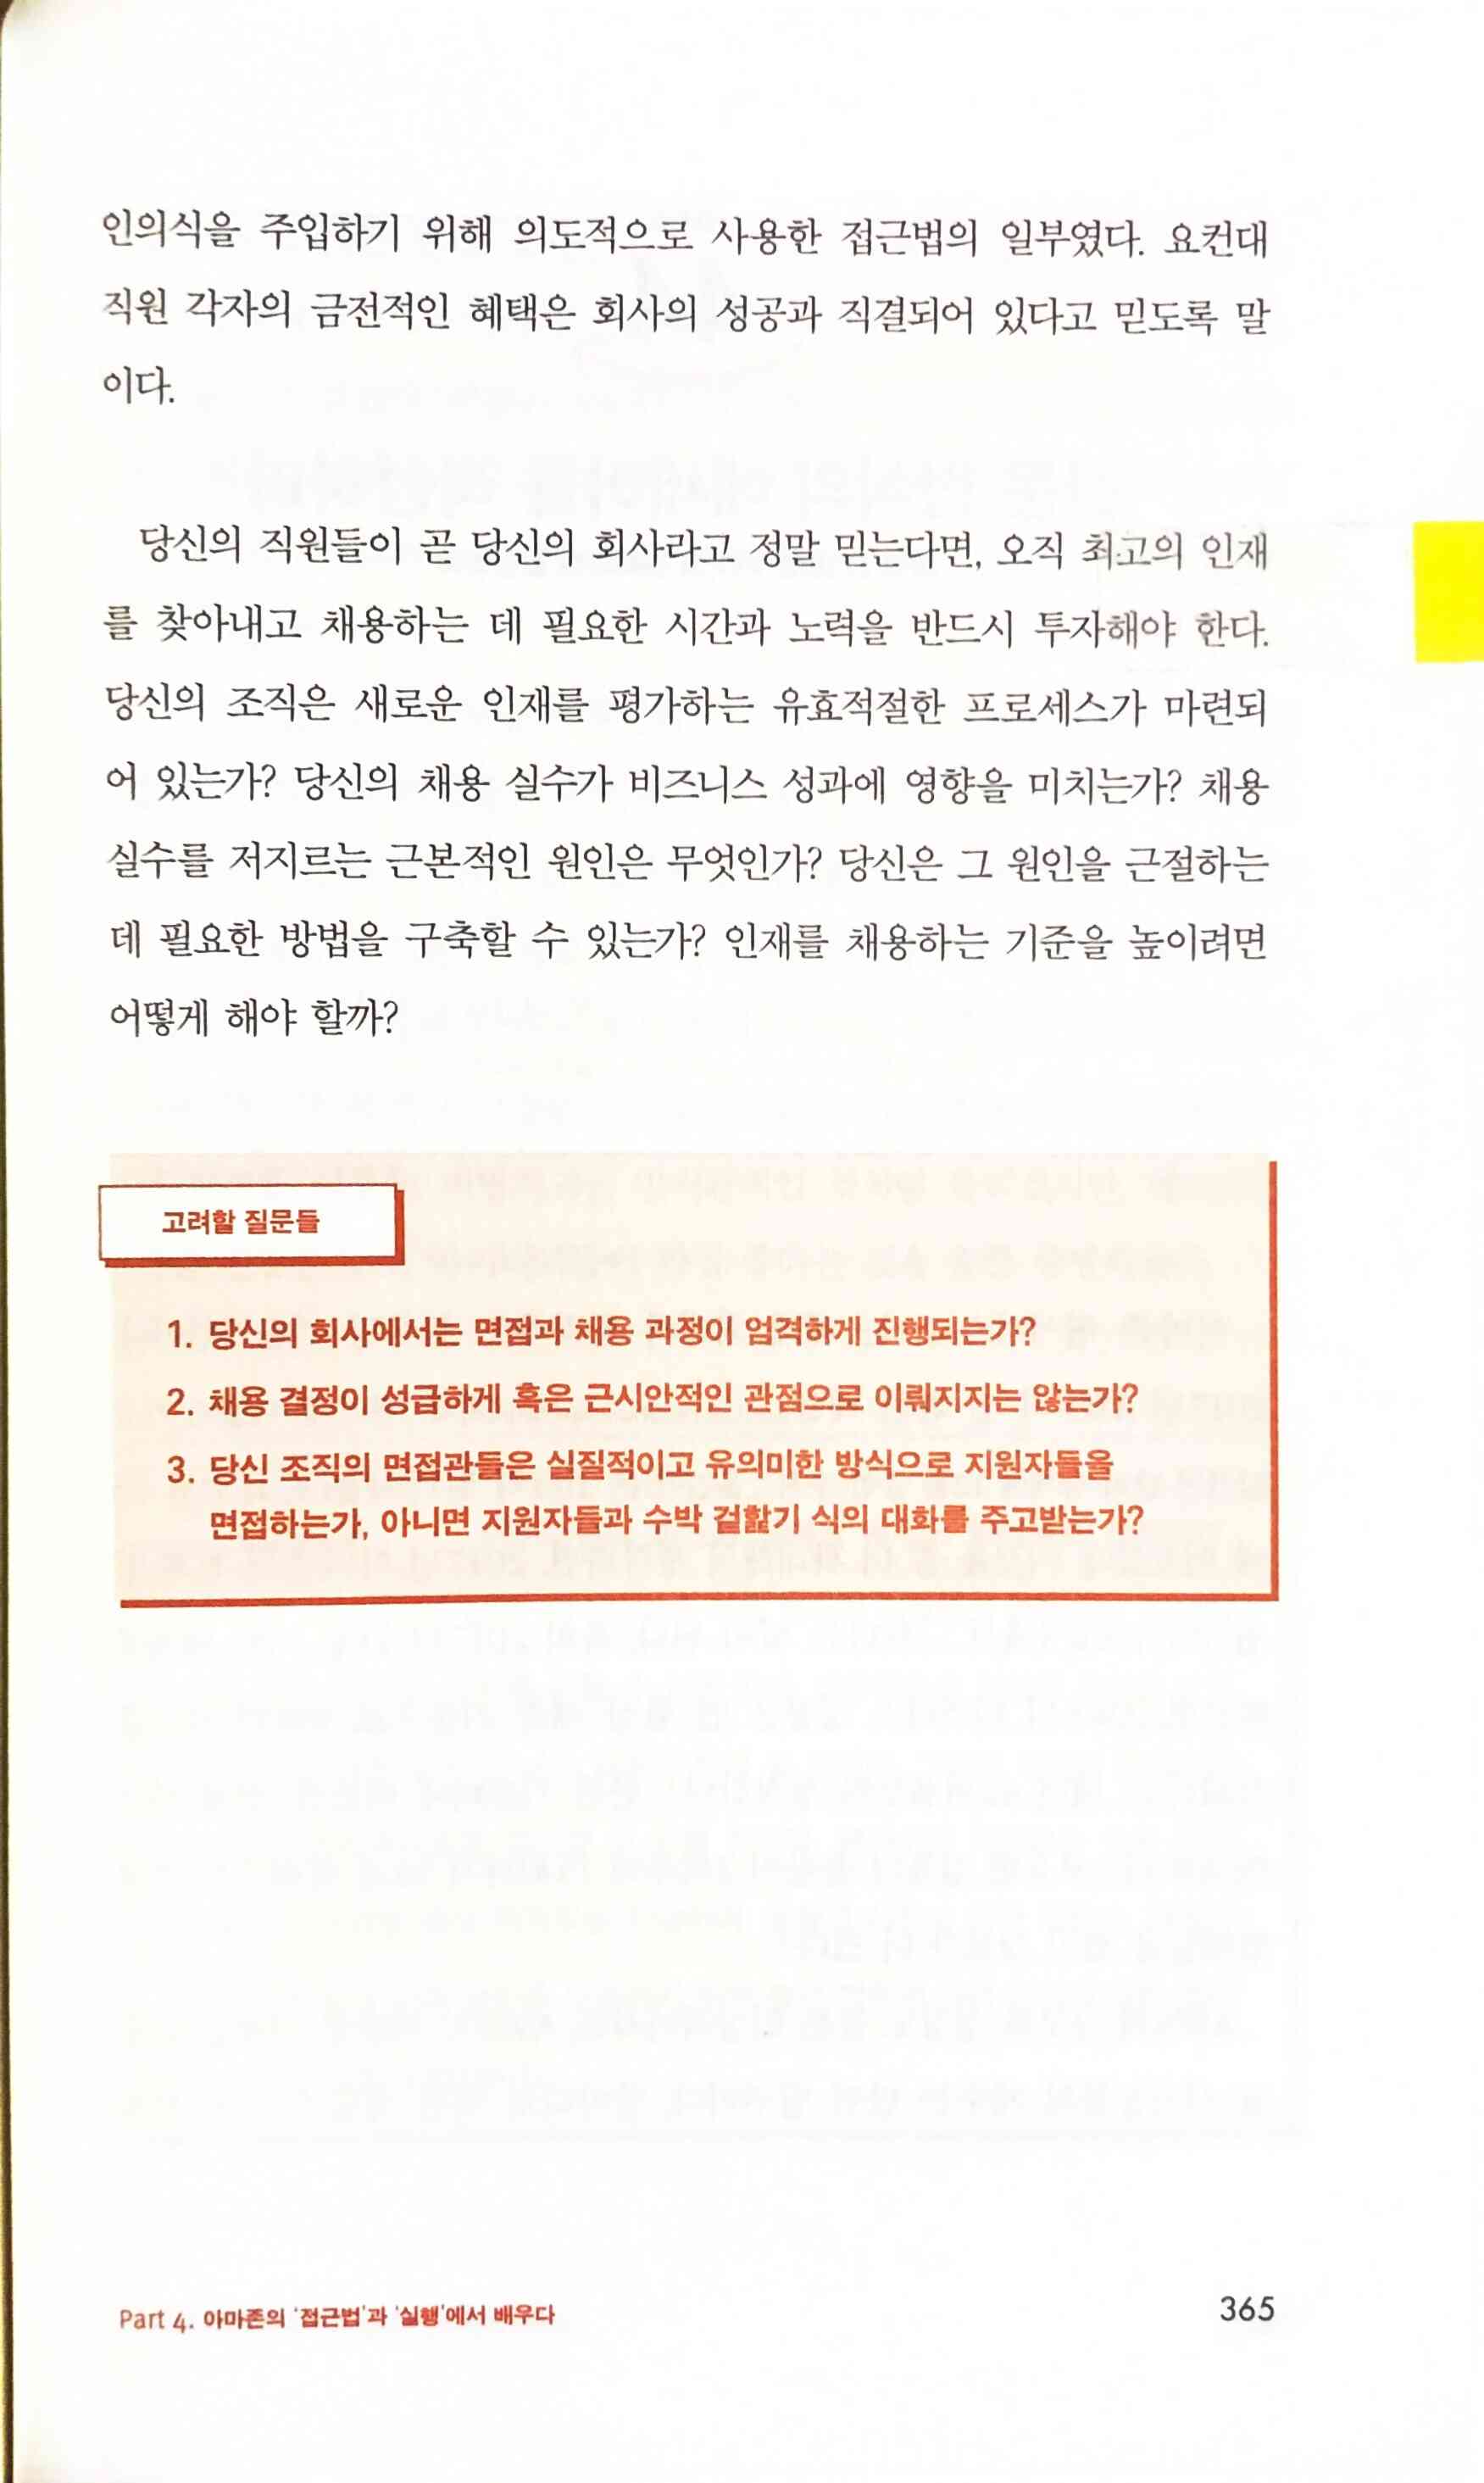 인의식을 주입하기 위해 의도적으로 사용한 접근법의 일부였다. 요컨대
직원 각자의 금전적인 혜택은 회사의 성공과 직결되어 있다고 믿도록 말
이다.
당신의 직원들이 곧 당신의 회사라고 정말 믿는다면, 오직 최고의 인재
를 찾아내고 채용하는 데 필요한 시간과 노력을 반드시 투자해야 한다.
당신의 조직은 새로운 인재를 평가하는 유효적절한 프로세스가 마련되
어 있는가? 당신의 채용 실수가 비즈니스 성과에 영향을 미치는가? 채용
실수를 저지르는 근본적인 원인은 무엇인가? 당신은 그 원인을 근절하는
데 필요한 방법을 구축할 수 있는가? 인재를 채용하는 기준을 높이려면
어떻게 해야 할까?
고려할 질문들
1. 당신의 회사에서는 면접과 채용 과정이 엄격하게 진행되는가?
2. 채용 결정이 성급하게 혹은 근시안적인 관점으로 이뤄지지는 않는가?
3. 당신 조직의 면접관들은 실질적이고 유의미한 방식으로 지원자들을
면접하는가, 아니면 지원자들과 수박 겉핥기 식의 대화를 주고받는가?
Part 4. 아마존의 '접근법'과 '실행'에서 배우다
365